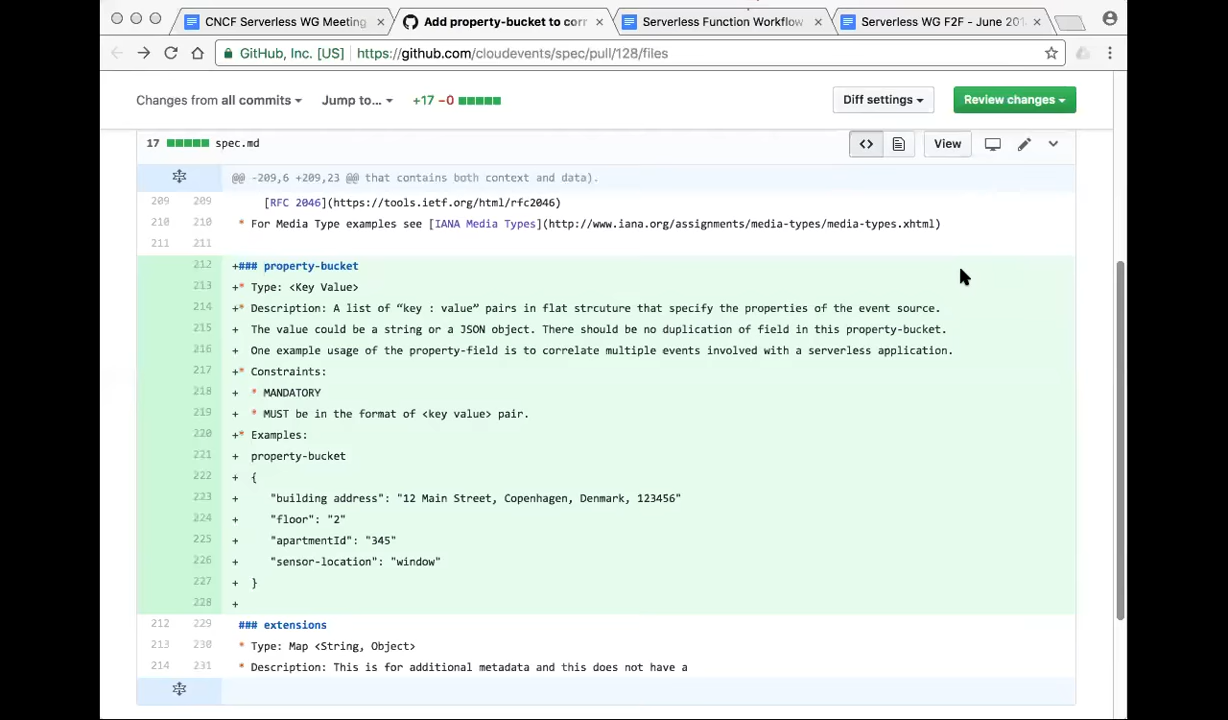 CNCF Serverless WG Meeting
Add property-bucket to corr
Serverless Function Workflow
Serverless WG F2F - June 201
GitHub, Inc. [US] https://github.com/cloudevents/spec/pull/128/files
Changes from all commits Jump to... +17 −0 Diff settings Review changes
17 spec.md View
@@ -209,6 +209,23 @@ that contains both context and data).
209 209 [RFC 2046](https://tools.ietf.org/html/rfc2046)
210 210 * For Media Type examples see [IANA Media Types](http://www.iana.org/assignments/media-types/media-types.xhtml)
211 211
212 +### property-bucket
213 +* Type: <Key Value>
214 +* Description: A list of “key : value” pairs in flat strcuture that specify the properties of the event source.
215 + The value could be a string or a JSON object. There should be no duplication of field in this property-bucket.
216 + One example usage of the property-field is to correlate multiple events involved with a serverless application.
217 +* Constraints:
218 + * MANDATORY
219 + * MUST be in the format of <key value> pair.
220 +* Examples:
221 + property-bucket
222 + {
223 + "building address": "12 Main Street, Copenhagen, Denmark, 123456"
224 + "floor": "2"
225 + "apartmentId": "345"
226 + "sensor-location": "window"
227 + }
228 +
212 229 ### extensions
213 230 * Type: Map <String, Object>
214 231 * Description: This is for additional metadata and this does not have a